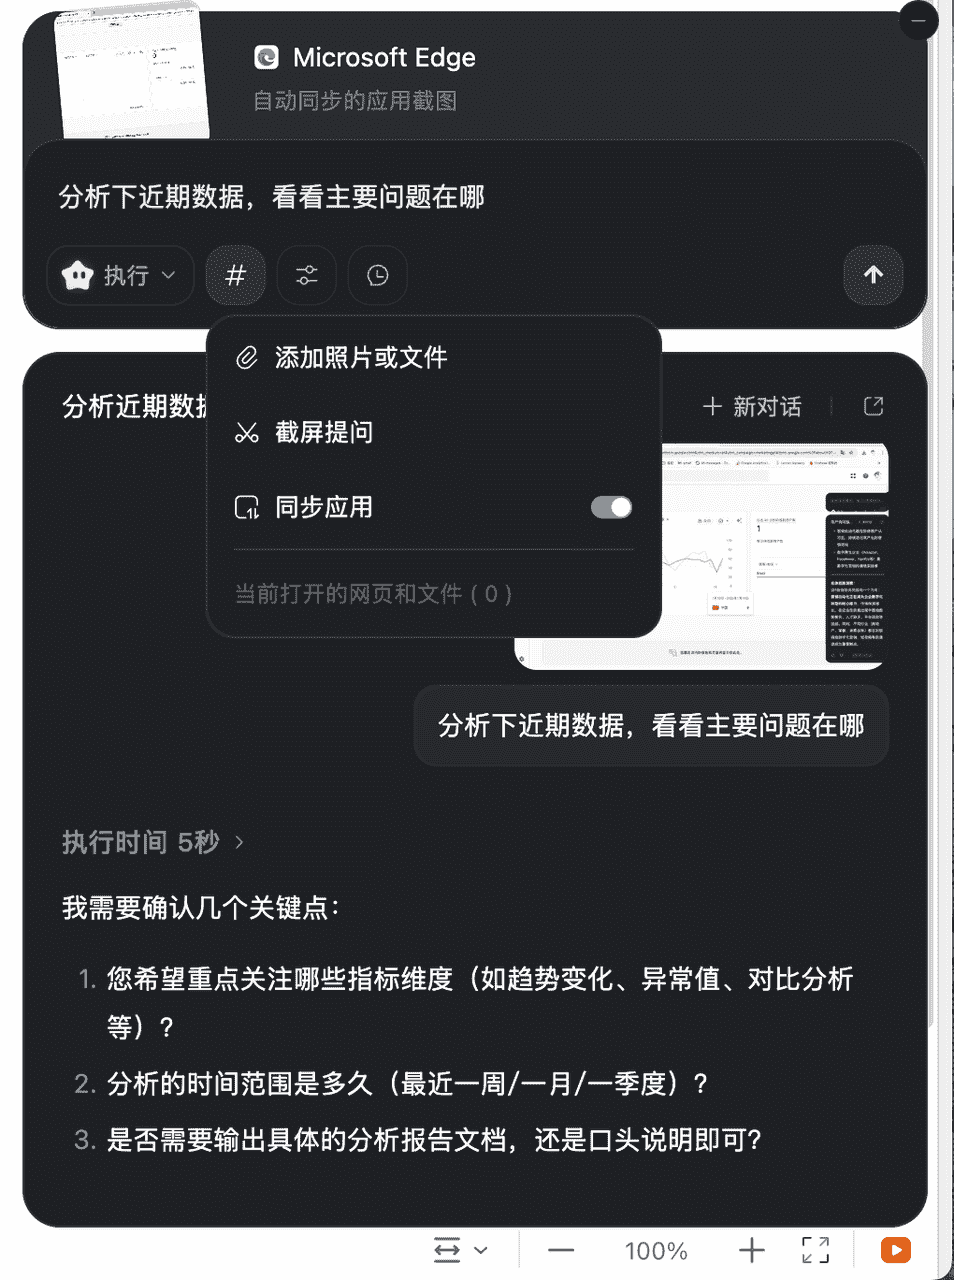 Microsoft Edge
自动同步的应用截图
分析下近期数据，看看主要问题在哪
执行
#
添加照片或文件
截屏提问
同步应用
当前打开的网页和文件 ( 0 )
分析近期数据
新对话
分析下近期数据，看看主要问题在哪
执行时间 5秒
我需要确认几个关键点：
1. 您希望重点关注哪些指标维度（如趋势变化、异常值、对比分析
等）？
2. 分析的时间范围是多久（最近一周/一月/一季度）?
3. 是否需要输出具体的分析报告文档，还是口头说明即可?
100%